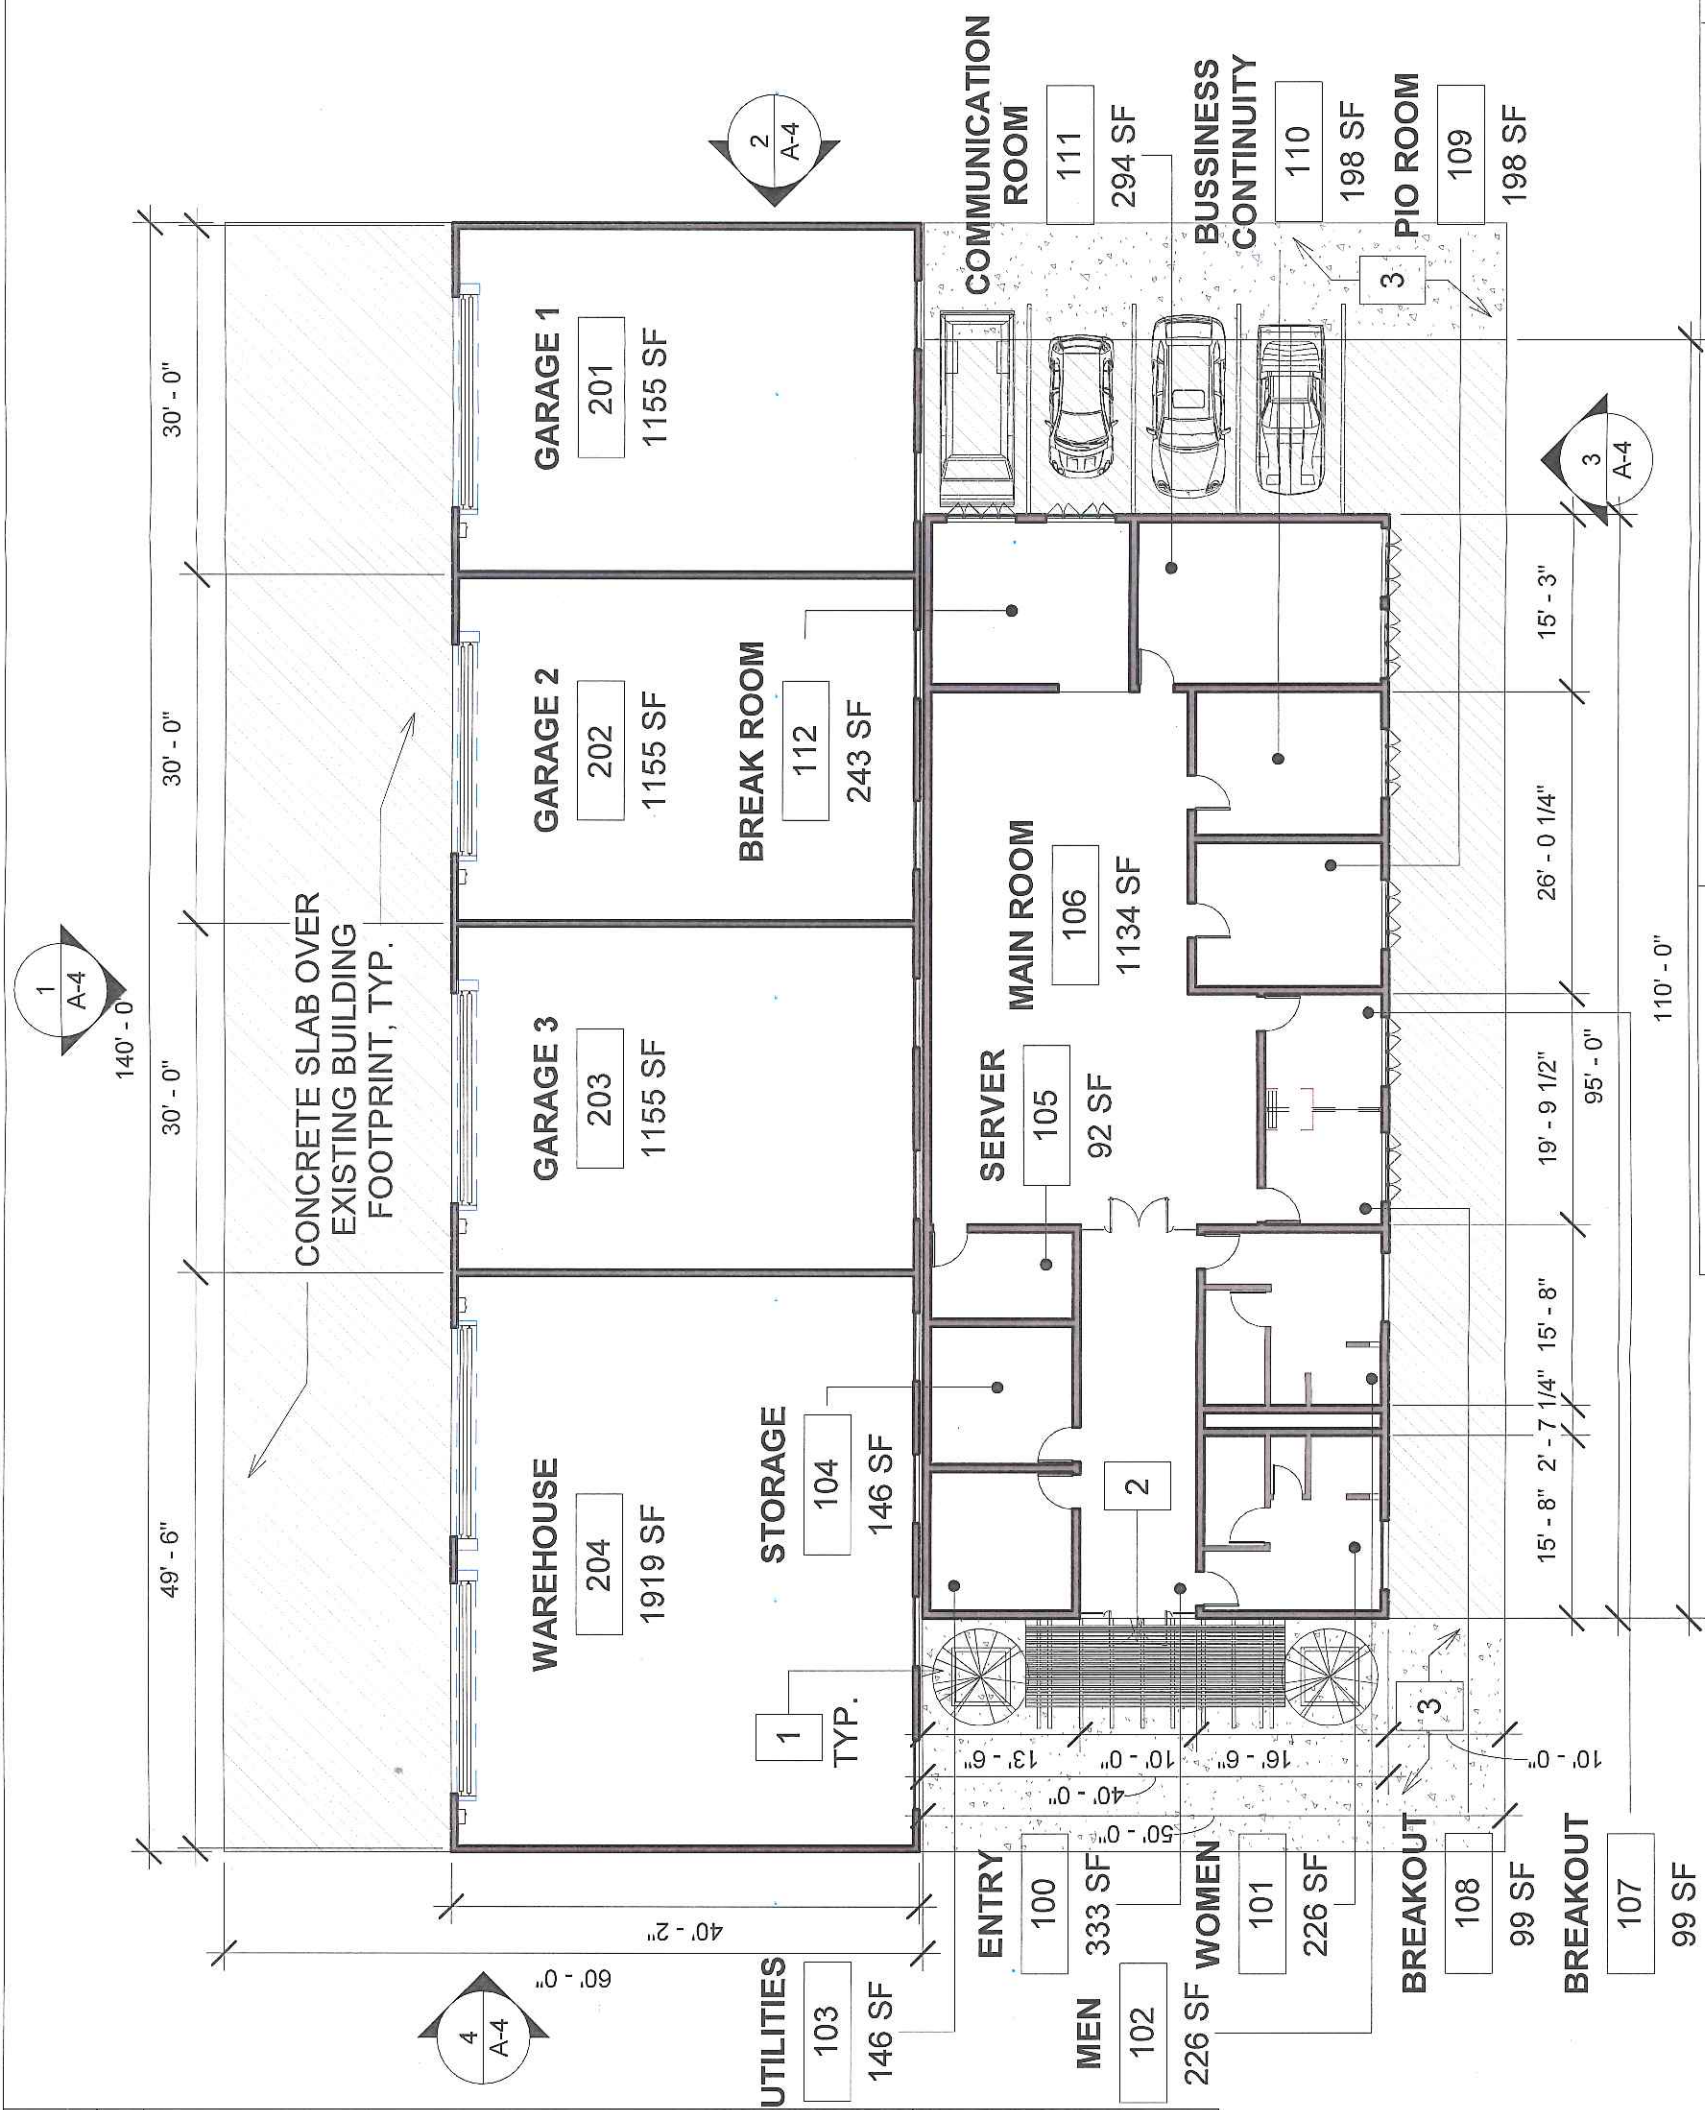 1
A-4
140' - 0"
49' - 6"
30' - 0"
30' - 0"
30' - 0"
CONCRETE SLAB OVER
EXISTING BUILDING
FOOTPRINT, TYP.
4
A-4
60' - 0"
40' - 2"
2
A-4
WAREHOUSE
204
1919 SF
GARAGE 3
203
1155 SF
GARAGE 2
202
1155 SF
GARAGE 1
201
1155 SF
UTILITIES
103
146 SF
1
TYP.
STORAGE
104
146 SF
BREAK ROOM
112
243 SF
ENTRY
100
333 SF
SERVER
105
92 SF
MAIN ROOM
106
1134 SF
COMMUNICATION
ROOM
111
294 SF
MEN
102
226 SF
WOMEN
101
226 SF
2
13' - 6"
10' - 0"
16' - 6"
40' - 0"
50' - 0"
10' - 0"
BUSSINESS
CONTINUITY
110
198 SF
3
PIO ROOM
109
198 SF
BREAKOUT
108
99 SF
3
BREAKOUT
107
99 SF
15' - 8"
2' - 7 1/4"
15' - 8"
19' - 9 1/2"
26' - 0 1/4"
15' - 3"
3
A-4
95' - 0"
110' - 0"